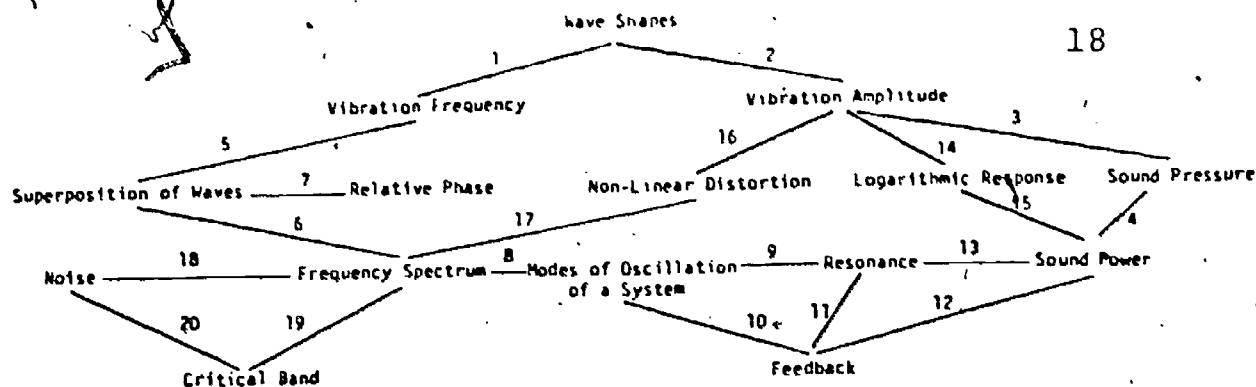 Wave Shapes
18
1
2
Vibration Frequency
Vibration Amplitude
3
5
16
14
Superposition of Waves
7
Relative Phase
Non-Linear Distortion
Logarithmic Response
Sound Pressure
6
17
15
4
Noise
18
Frequency Spectrum
8
Modes of Oscillation
of a System
9
Resonance
13
Sound Power
20
19
10
11
12
Critical Band
Feedback